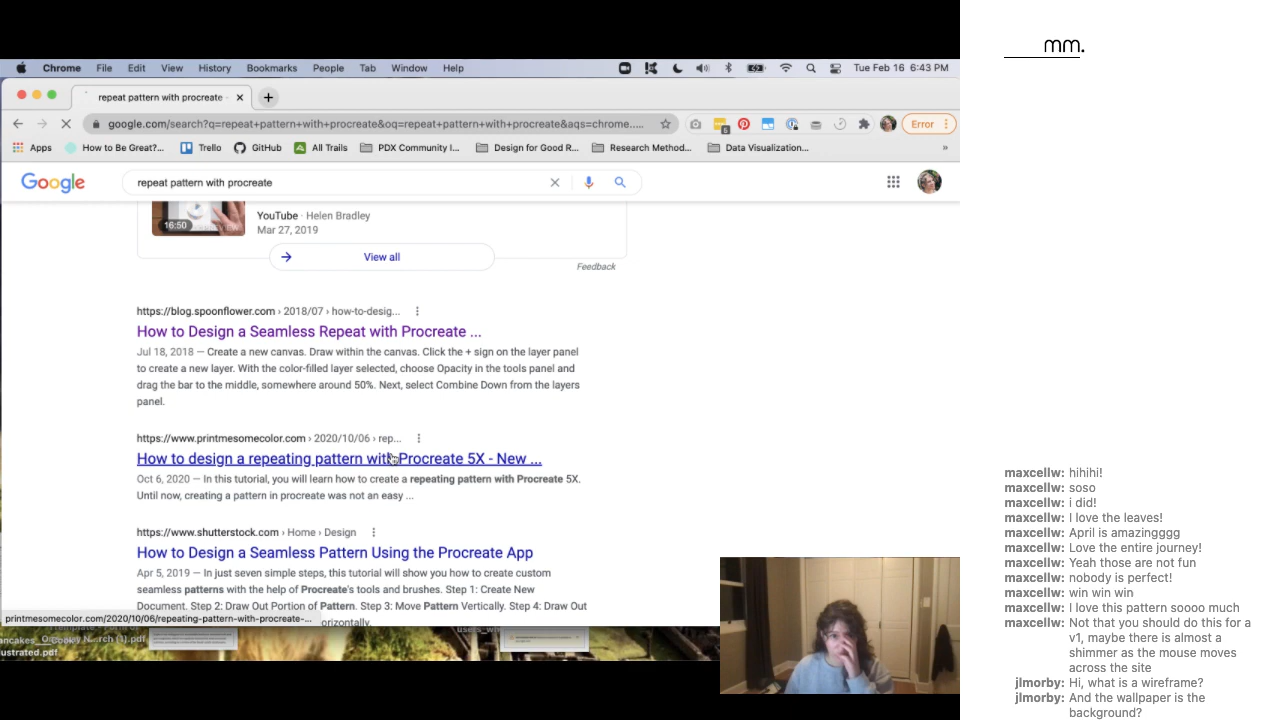 mm.
Chrome File Edit View History Bookmarks People Tab Window Help Tue Feb 16 6:43 PM
repeat pattern with procreate
google.com/search?q=repeat+pattern+with+procreate&oq=repeat+pattern+with+procreate&aqs=chrome..... 5 Error
Apps How to Be Great?... Trello GitHub All Trails PDX Community I... Design for Good R... Research Method... Data Visualization... »
Google repeat pattern with procreate
16:50
YouTube · Helen Bradley
Mar 27, 2019
View all
Feedback
https://blog.spoonflower.com › 2018/07 › how-to-desig...
How to Design a Seamless Repeat with Procreate ...
Jul 18, 2018 — Create a new canvas. Draw within the canvas. Click the + sign on the layer panel
to create a new layer. With the color-filled layer selected, choose Opacity in the tools panel and
drag the bar to the middle, somewhere around 50%. Next, select Combine Down from the layers
panel.
https://www.printmesomecolor.com › 2020/10/06 › rep...
How to design a repeating pattern with Procreate 5X - New ...
Oct 6, 2020 — In this tutorial, you will learn how to create a repeating pattern with Procreate 5X.
Until now, creating a pattern in procreate was not an easy ...
https://www.shutterstock.com › Home › Design
How to Design a Seamless Pattern Using the Procreate App
Apr 5, 2019 — In just seven simple steps, this tutorial will show you how to create custom
seamless patterns with the help of Procreate's tools and brushes. Step 1: Create New
Document. Step 2: Draw Out Portion of Pattern. Step 3: Move Pattern Vertically. Step 4: Draw Out
orizontally.
printmesomecolor.com/2020/10/06/repeating-pattern-with-procreate-...
ancakes
ustrated.pdf
maxcellw: hihihi!
maxcellw: soso
maxcellw: i did!
maxcellw: I love the leaves!
maxcellw: April is amazingggg
maxcellw: Love the entire journey!
maxcellw: Yeah those are not fun
maxcellw: nobody is perfect!
maxcellw: win win win
maxcellw: I love this pattern soooo much
maxcellw: Not that you should do this for a
v1, maybe there is almost a
shimmer as the mouse moves
across the site
jlmorby: Hi, what is a wireframe?
jlmorby: And the wallpaper is the
background?